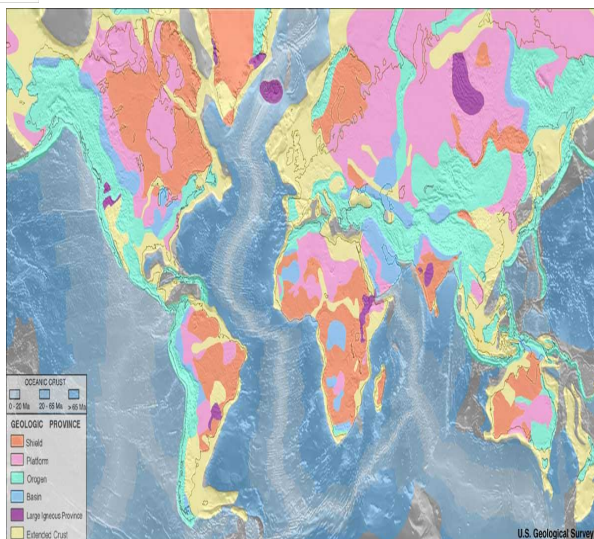 OCEANIC CRUST
0 - 20 Ma 20 - 65 Ma > 65 Ma
GEOLOGIC PROVINCE
Shield
Platform
Orogen
Basin
Large Igneous Province
Extended Crust
U.S. Geological Survey